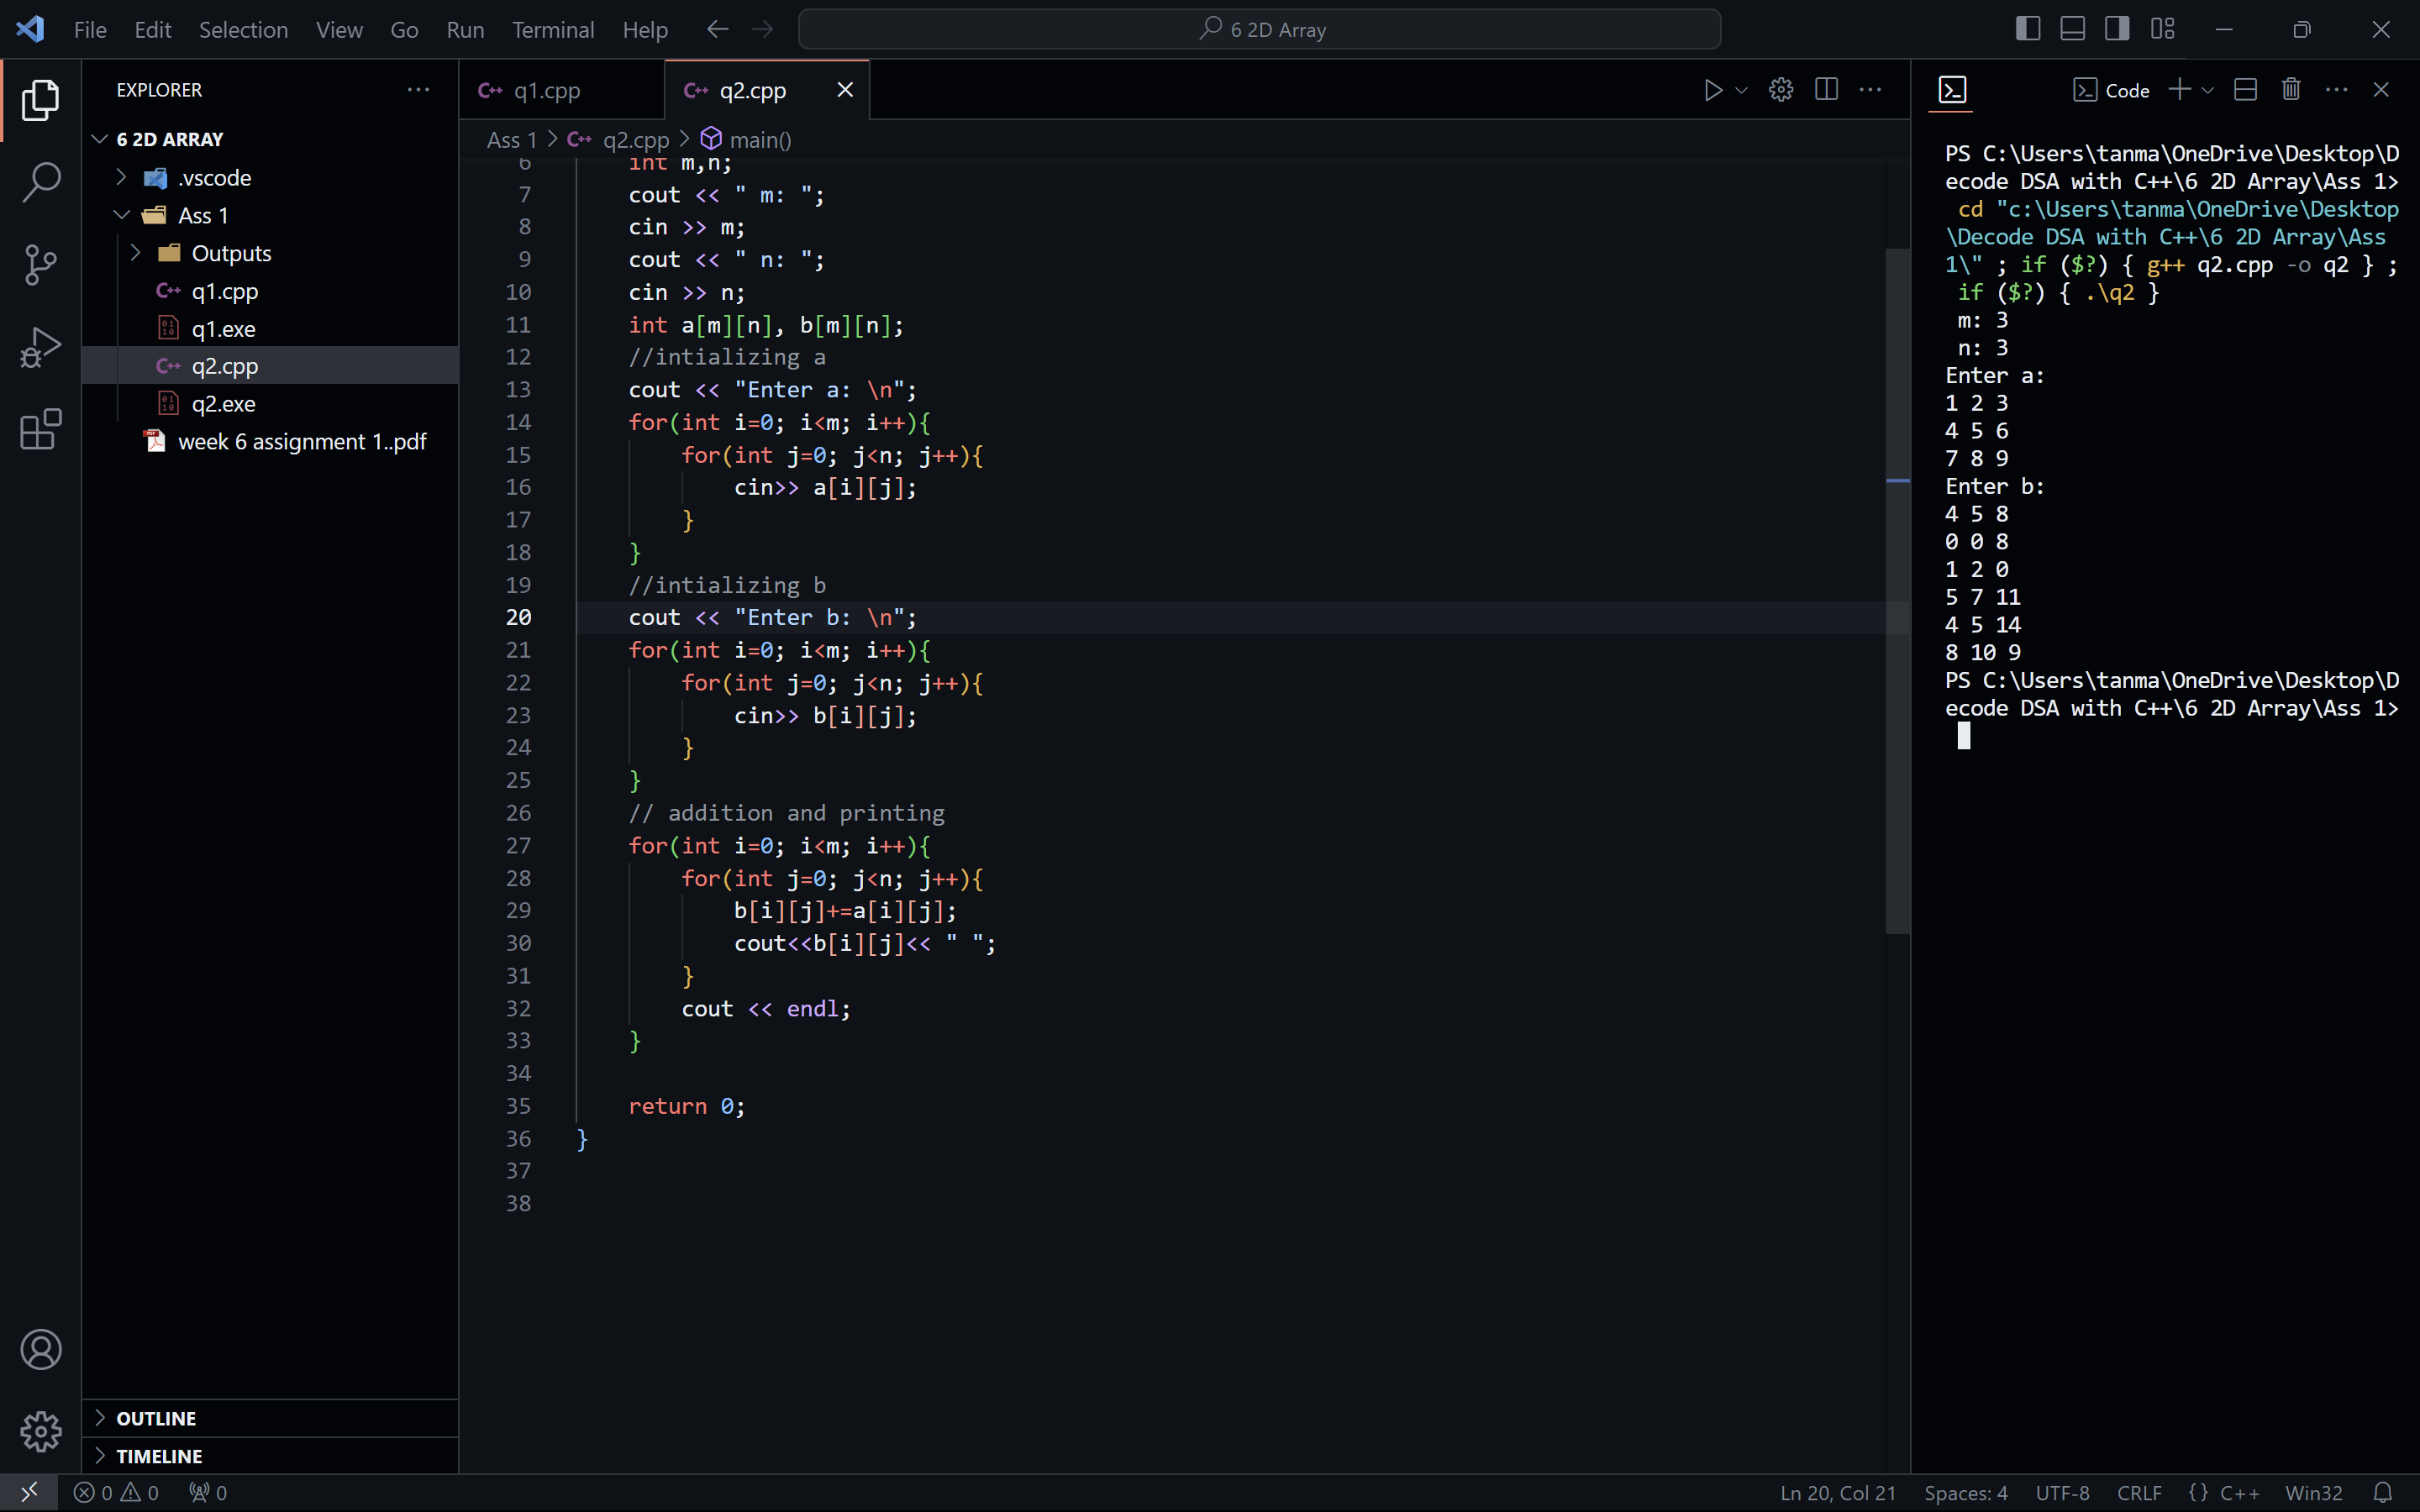 File Edit Selection View Go Run Terminal Help
6 2D Array
EXPLORER
6 2D ARRAY
.vscode
Ass 1
Outputs
q1.cpp
q1.exe
q2.cpp
q2.exe
week 6 assignment 1..pdf
OUTLINE
TIMELINE
q1.cpp q2.cpp
Ass 1 > q2.cpp > main()
6 int m,n;
7 cout << " m: ";
8 cin >> m;
9 cout << " n: ";
10 cin >> n;
11 int a[m][n], b[m][n];
12 //intializing a
13 cout << "Enter a: \n";
14 for(int i=0; i<m; i++){
15 for(int j=0; j<n; j++){
16 cin>> a[i][j];
17 }
18 }
19 //intializing b
20 cout << "Enter b: \n";
21 for(int i=0; i<m; i++){
22 for(int j=0; j<n; j++){
23 cin>> b[i][j];
24 }
25 }
26 // addition and printing
27 for(int i=0; i<m; i++){
28 for(int j=0; j<n; j++){
29 b[i][j]+=a[i][j];
30 cout<<b[i][j]<< " ";
31 }
32 cout << endl;
33 }
34
35 return 0;
36 }
37
38
Code
PS C:\Users\tanma\OneDrive\Desktop\D
ecode DSA with C++\6 2D Array\Ass 1>
cd "c:\Users\tanma\OneDrive\Desktop
\Decode DSA with C++\6 2D Array\Ass
1\" ; if ($?) { g++ q2.cpp -o q2 } ;
if ($?) { .\q2 }
m: 3
n: 3
Enter a:
1 2 3
4 5 6
7 8 9
Enter b:
4 5 8
0 0 8
1 2 0
5 7 11
4 5 14
8 10 9
PS C:\Users\tanma\OneDrive\Desktop\D
ecode DSA with C++\6 2D Array\Ass 1>
0 0 0 Ln 20, Col 21 Spaces: 4 UTF-8 CRLF {} C++ Win32